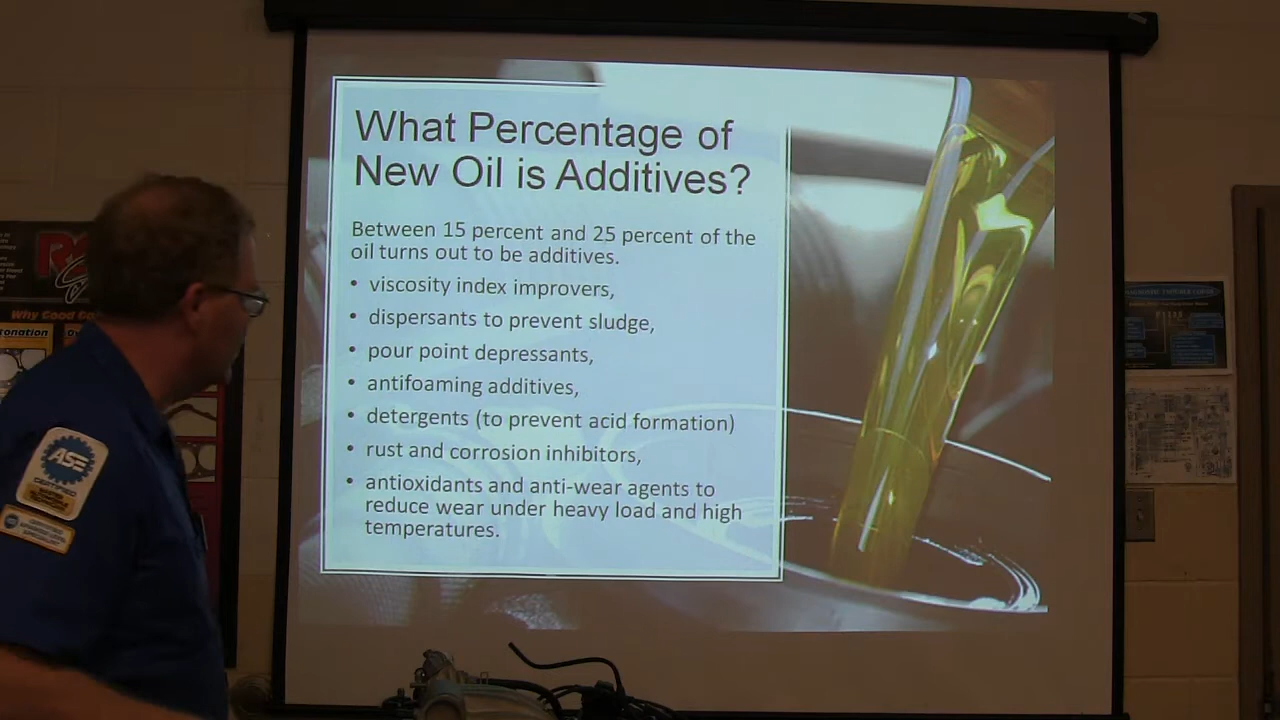 What Percentage of
New Oil is Additives?
Between 15 percent and 25 percent of the
oil turns out to be additives.
• viscosity index improvers,
• dispersants to prevent sludge,
• pour point depressants,
• antifoaming additives,
• detergents (to prevent acid formation)
• rust and corrosion inhibitors,
• antioxidants and anti-wear agents to
reduce wear under heavy load and high
temperatures.
Why Good
ASE
CERTIFIED